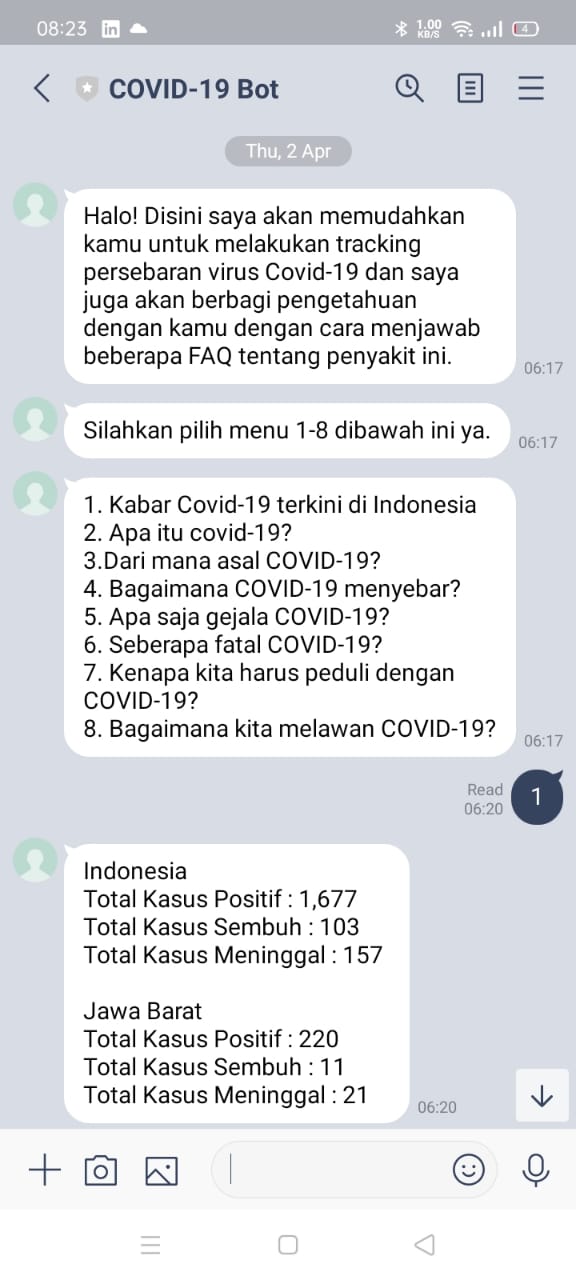 08:23
1.00
KB/S
4
COVID-19 Bot
Thu, 2 Apr
Halo! Disini saya akan memudahkan
kamu untuk melakukan tracking
persebaran virus Covid-19 dan saya
juga akan berbagi pengetahuan
dengan kamu dengan cara menjawab
beberapa FAQ tentang penyakit ini.
06:17
Silahkan pilih menu 1-8 dibawah ini ya.
06:17
1. Kabar Covid-19 terkini di Indonesia
2. Apa itu covid-19?
3.Dari mana asal COVID-19?
4. Bagaimana COVID-19 menyebar?
5. Apa saja gejala COVID-19?
6. Seberapa fatal COVID-19?
7. Kenapa kita harus peduli dengan
COVID-19?
8. Bagaimana kita melawan COVID-19?
06:17
Read
06:20
1
Indonesia
Total Kasus Positif : 1,677
Total Kasus Sembuh : 103
Total Kasus Meninggal : 157
Jawa Barat
Total Kasus Positif : 220
Total Kasus Sembuh : 11
Total Kasus Meninggal : 21
06:20